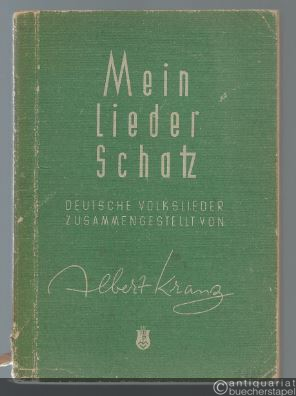 Mein
Lieder
Schatz
DEUTSCHE VOLKSLIEDER
ZUSAMMENGESTELLT VON
Albert Kranz
©antiquariat
buecherstapel